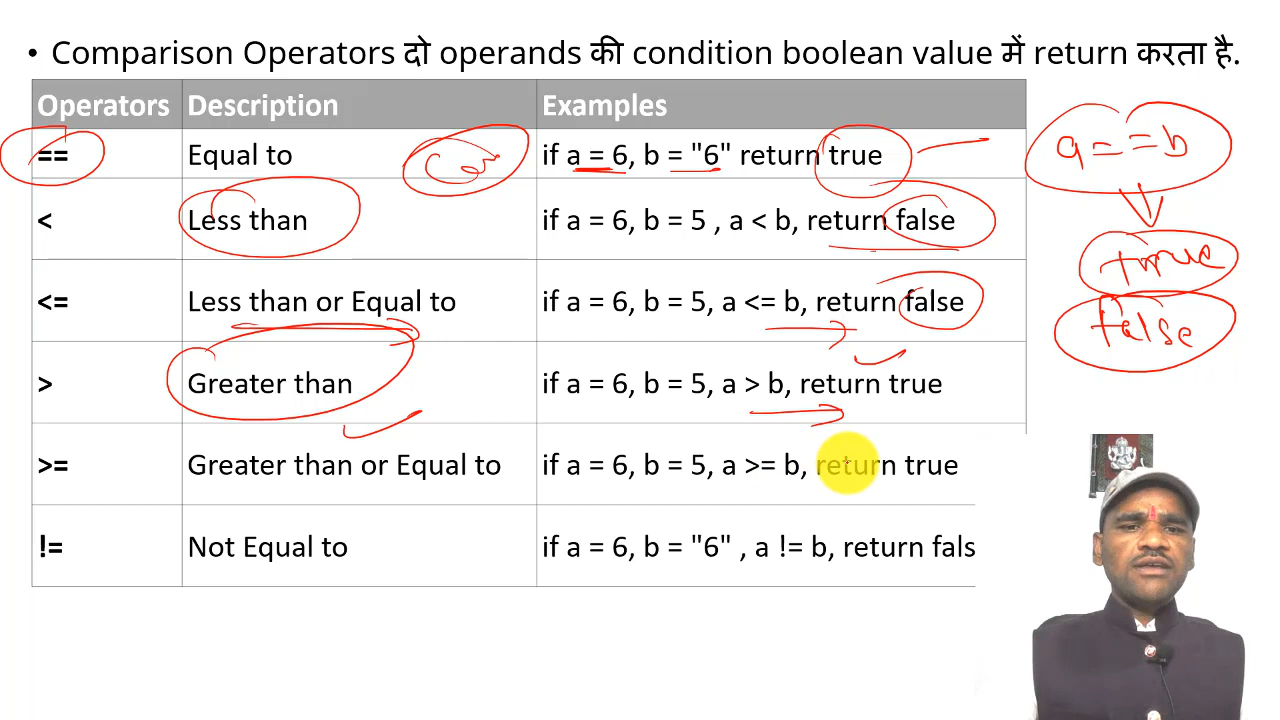 • Comparison Operators दो operands की condition boolean value में return करता है.
Operators Description Examples
== Equal to if a = 6, b = "6" return true
< Less than if a = 6, b = 5 , a < b, return false
<= Less than or Equal to if a = 6, b = 5, a <= b, return false
> Greater than if a = 6, b = 5, a > b, return true
>= Greater than or Equal to if a = 6, b = 5, a >= b, return true
!= Not Equal to if a = 6, b = "6" , a != b, return fals
a==b
true
false